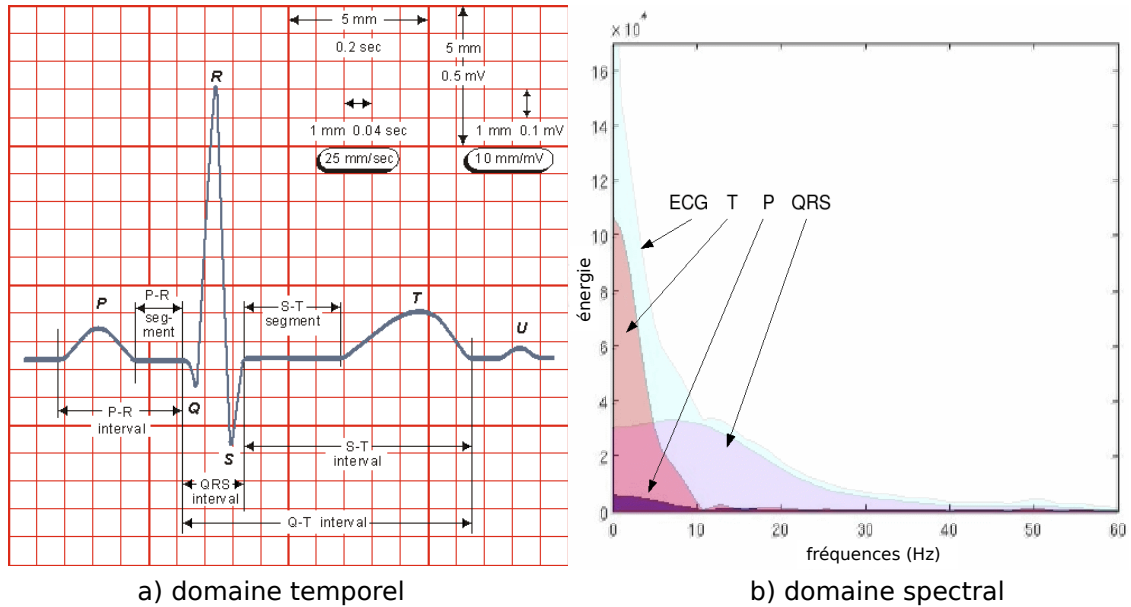 5 mm
0.2 sec
5 mm
0.5 mV
1 mm 0.04 sec
25 mm/sec
1 mm 0.1 mV
10 mm/mV
R
P
P-R
seg-
ment
S-T
segment
T
U
Q
P-R
interval
S
S-T
interval
QRS
interval
Q-T interval
a) domaine temporel
×10⁴
16
14
12
10
8
6
4
2
0
énergie
ECG T P QRS
0 10 20 30 40 50 60
fréquences (Hz)
b) domaine spectral